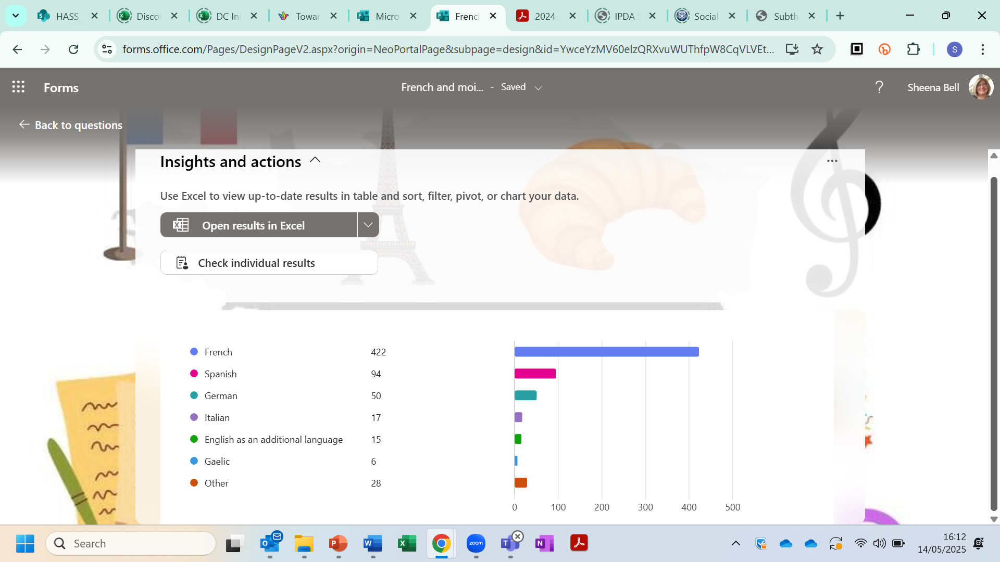 HASS_
Disco
DC Ini
Towar
Micro
French
2024-
IPDA
Social
Subth
forms.office.com/Pages/DesignPageV2.aspx?origin=NeoPortalPage&subpage=design&id=YwceYzMV60elzQRXvuWUThfpW8CqVLVEt...
S
Forms
French and moi... - Saved
?
Sheena Bell
Back to questions
Insights and actions
Use Excel to view up-to-date results in table and sort, filter, pivot, or chart your data.
Open results in Excel
Check individual results
French 422
Spanish 94
German 50
Italian 17
English as an additional language 15
Gaelic 6
Other 28
0 100 200 300 400 500
Search
zoom
16:12
14/05/2025